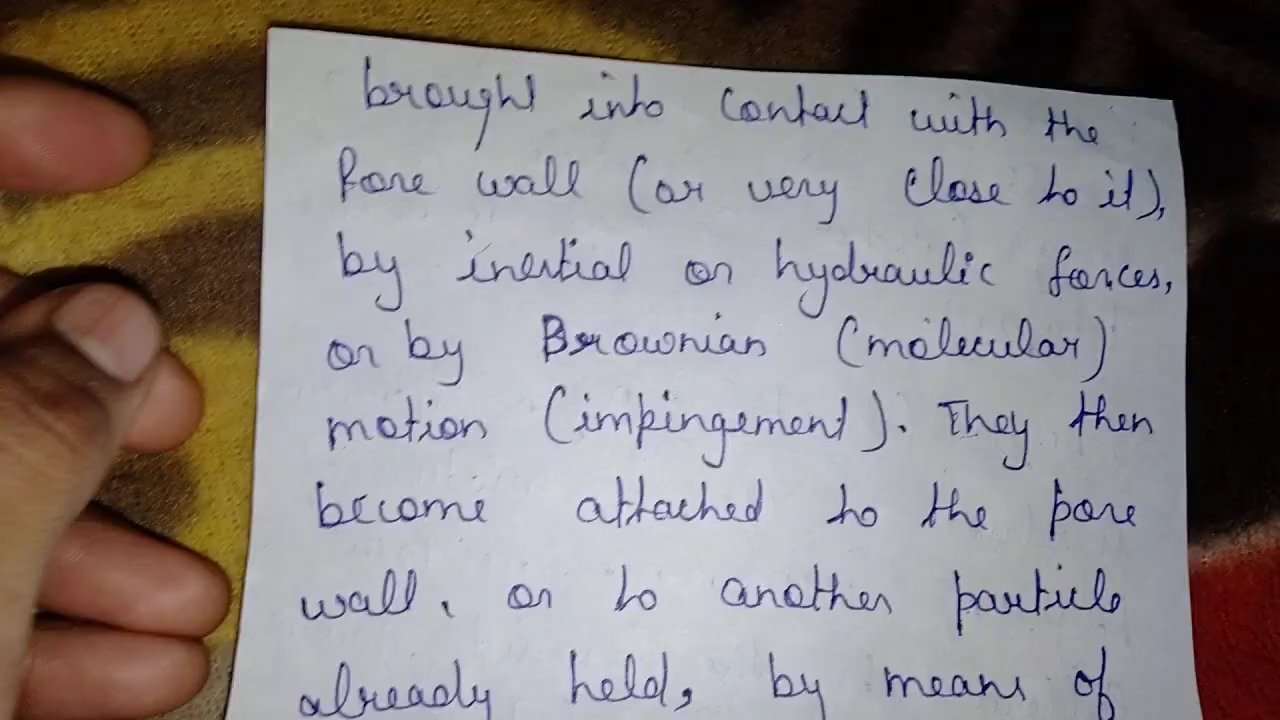 brought into contact with the
Pore wall (or very close to it),
by inertial or hydraulic forces,
or by Brownian (molecular)
motion (impingement). They then
become attached to the pore
wall, or to another particle
already held, by means of